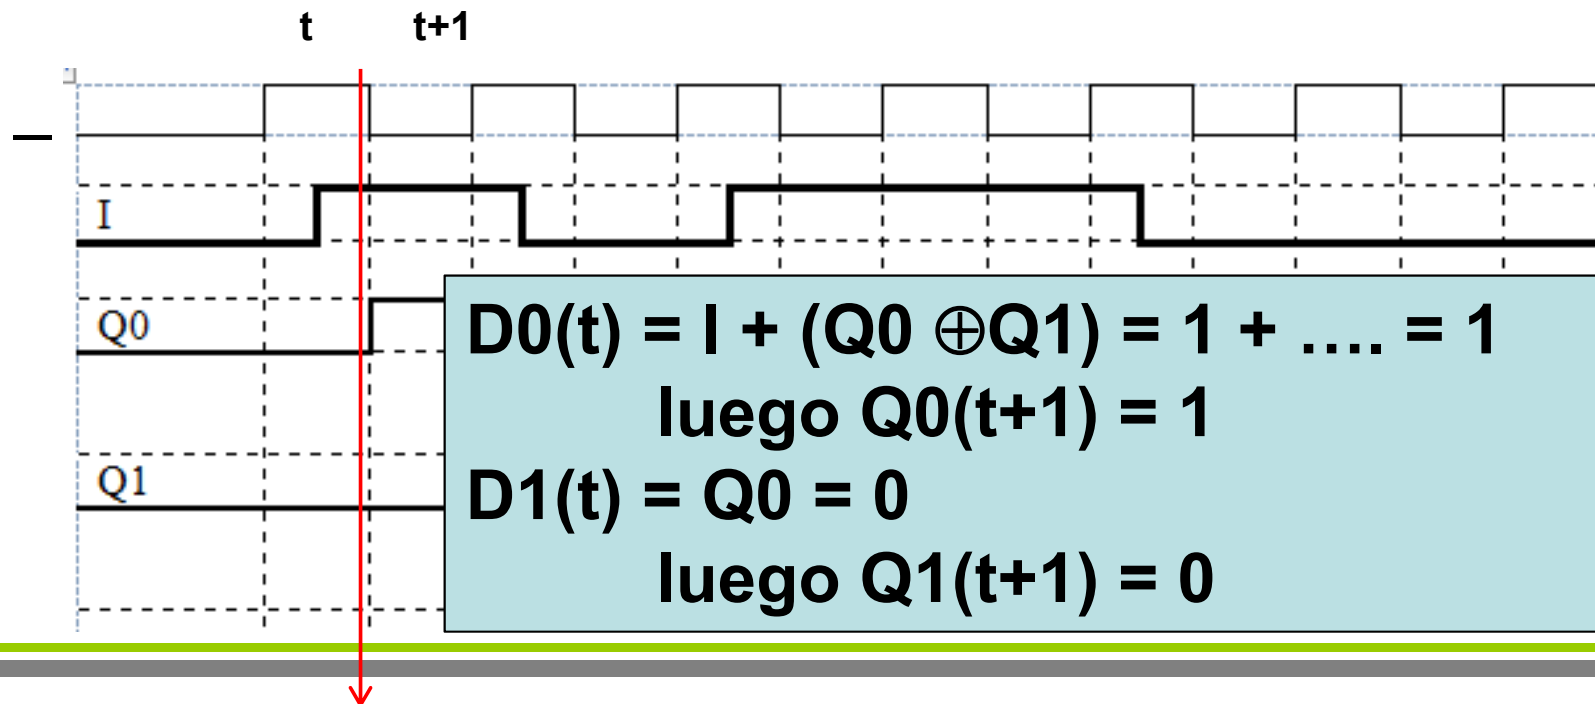 t t+1
I
Q0
D0(t) = I + (Q0 ⊕Q1) = 1 + .... = 1
luego Q0(t+1) = 1
Q1
D1(t) = Q0 = 0
luego Q1(t+1) = 0